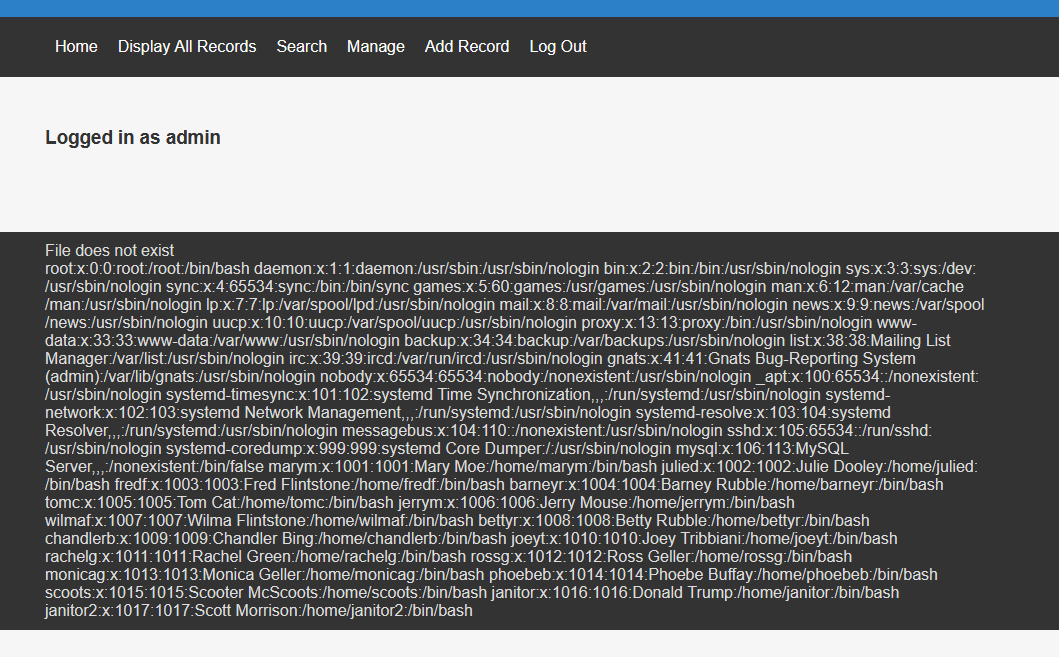 Home Display All Records Search Manage Add Record Log Out
Logged in as admin
File does not exist
root:x:0:0:root:/root:/bin/bash daemon:x:1:1:daemon:/usr/sbin:/usr/sbin/nologin bin:x:2:2:bin:/bin:/usr/sbin/nologin sys:x:3:3:sys:/dev:
/usr/sbin/nologin sync:x:4:65534:sync:/bin:/bin/sync games:x:5:60:games:/usr/games:/usr/sbin/nologin man:x:6:12:man:/var/cache
/man:/usr/sbin/nologin lp:x:7:7:lp:/var/spool/lpd:/usr/sbin/nologin mail:x:8:8:mail:/var/mail:/usr/sbin/nologin news:x:9:9:news:/var/spool
/news:/usr/sbin/nologin uucp:x:10:10:uucp:/var/spool/uucp:/usr/sbin/nologin proxy:x:13:13:proxy:/bin:/usr/sbin/nologin www-
data:x:33:33:www-data:/var/www:/usr/sbin/nologin backup:x:34:34:backup:/var/backups:/usr/sbin/nologin list:x:38:38:Mailing List
Manager:/var/list:/usr/sbin/nologin irc:x:39:39:ircd:/var/run/ircd:/usr/sbin/nologin gnats:x:41:41:Gnats Bug-Reporting System
(admin):/var/lib/gnats:/usr/sbin/nologin nobody:x:65534:65534:nobody:/nonexistent:/usr/sbin/nologin _apt:x:100:65534::/nonexistent:
/usr/sbin/nologin systemd-timesync:x:101:102:systemd Time Synchronization,,,:/run/systemd:/usr/sbin/nologin systemd-
network:x:102:103:systemd Network Management,,,:/run/systemd:/usr/sbin/nologin systemd-resolve:x:103:104:systemd
Resolver,,,:/run/systemd:/usr/sbin/nologin messagebus:x:104:110::/nonexistent:/usr/sbin/nologin sshd:x:105:65534::/run/sshd:
/usr/sbin/nologin systemd-coredump:x:999:999:systemd Core Dumper:/:/usr/sbin/nologin mysql:x:106:113:MySQL
Server,,,:/nonexistent:/bin/false marym:x:1001:1001:Mary Moe:/home/marym:/bin/bash julied:x:1002:1002:Julie Dooley:/home/julied:
/bin/bash fredf:x:1003:1003:Fred Flintstone:/home/fredf:/bin/bash barneyr:x:1004:1004:Barney Rubble:/home/barneyr:/bin/bash
tomc:x:1005:1005:Tom Cat:/home/tomc:/bin/bash jerrym:x:1006:1006:Jerry Mouse:/home/jerrym:/bin/bash
wilmaf:x:1007:1007:Wilma Flintstone:/home/wilmaf:/bin/bash bettyr:x:1008:1008:Betty Rubble:/home/bettyr:/bin/bash
chandlerb:x:1009:1009:Chandler Bing:/home/chandlerb:/bin/bash joeyt:x:1010:1010:Joey Tribbiani:/home/joeyt:/bin/bash
rachelg:x:1011:1011:Rachel Green:/home/rachelg:/bin/bash rossg:x:1012:1012:Ross Geller:/home/rossg:/bin/bash
monicag:x:1013:1013:Monica Geller:/home/monicag:/bin/bash phoebeb:x:1014:1014:Phoebe Buffay:/home/phoebeb:/bin/bash
scoots:x:1015:1015:Scooter McScoots:/home/scoots:/bin/bash janitor:x:1016:1016:Donald Trump:/home/janitor:/bin/bash
janitor2:x:1017:1017:Scott Morrison:/home/janitor2:/bin/bash